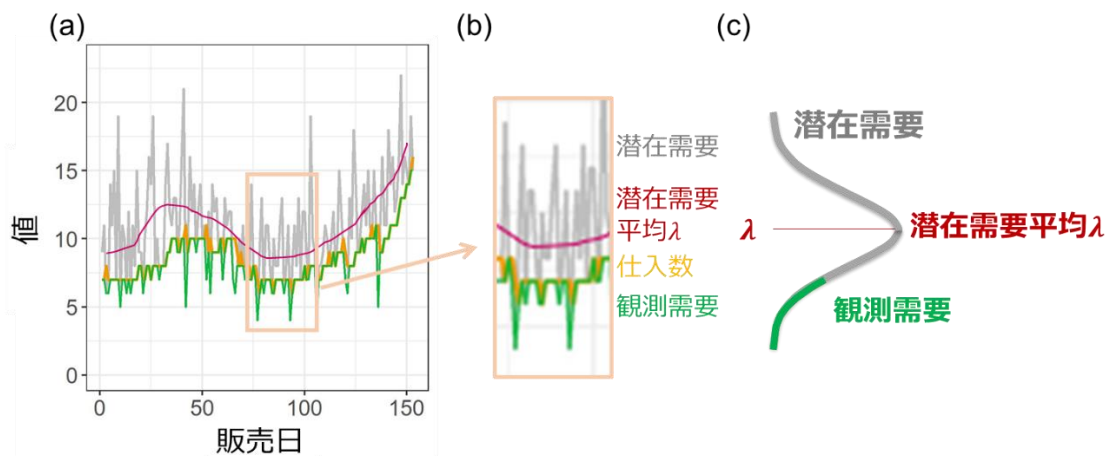 (a)
(b)
(c)
値
20
15
10
5
0
0
50
100
150
販売日
潜在需要
潜在需要
平均λ
仕入数
観測需要
潜在需要
λ
潜在需要平均λ
観測需要